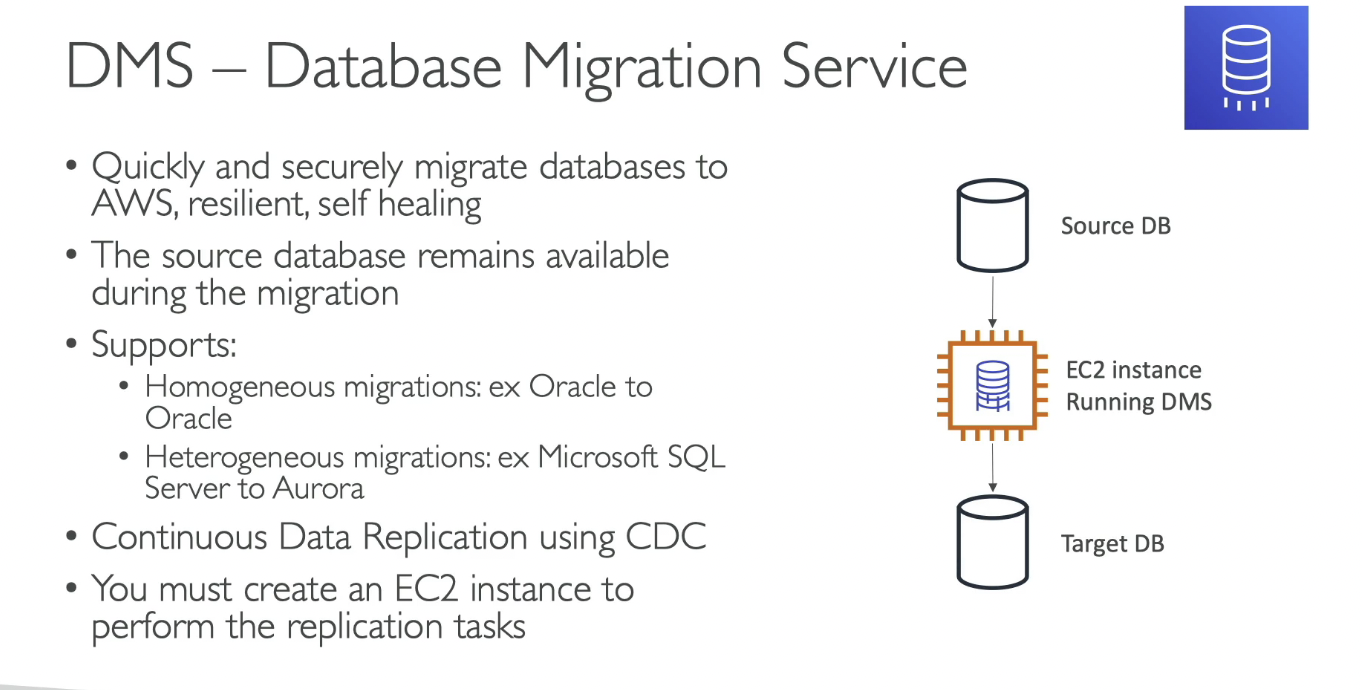 DMS – Database Migration Service
• Quickly and securely migrate databases to
AWS, resilient, self healing
• The source database remains available
during the migration
• Supports:
• Homogeneous migrations: ex Oracle to
Oracle
• Heterogeneous migrations: ex Microsoft SQL
Server to Aurora
• Continuous Data Replication using CDC
• You must create an EC2 instance to
perform the replication tasks
Source DB
EC2 instance
Running DMS
Target DB